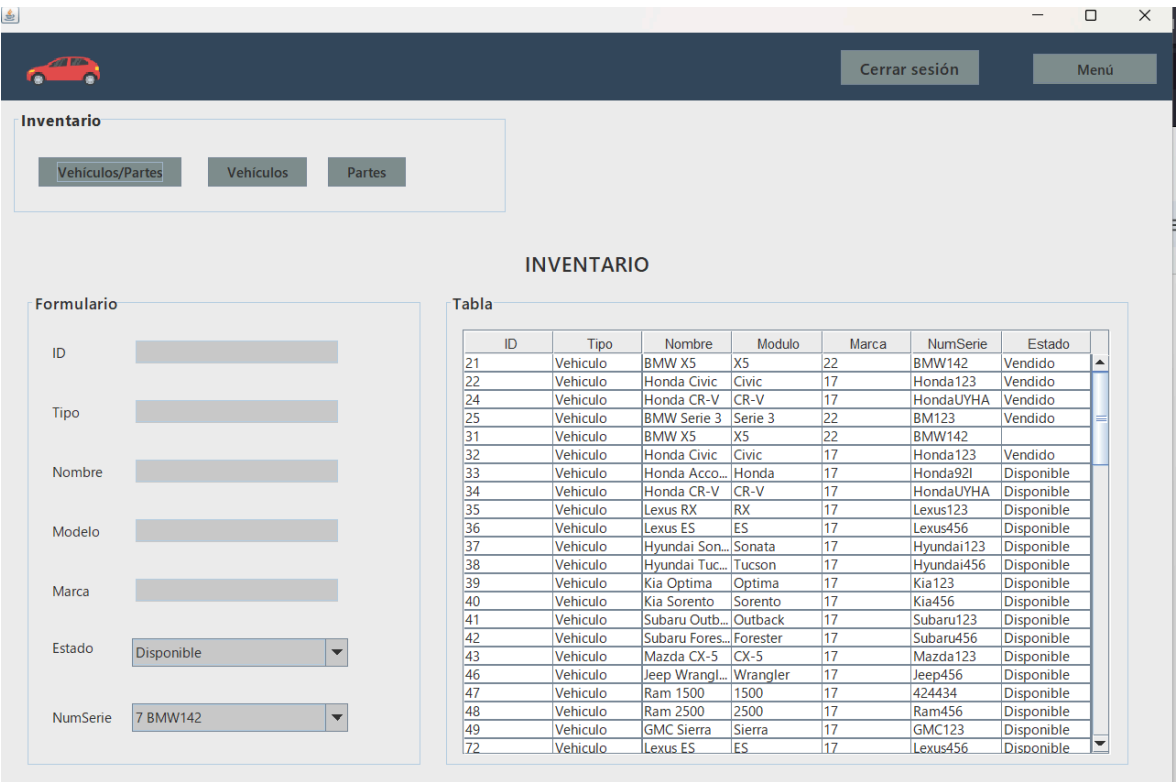 Cerrar sesión Menú
Inventario
Vehículos/Partes Vehículos Partes
INVENTARIO
Formulario
ID
Tipo
Nombre
Modelo
Marca
Estado Disponible
NumSerie 7 BMW142
Tabla
ID Tipo Nombre Modulo Marca NumSerie Estado
21 Vehiculo BMW X5 X5 22 BMW142 Vendido
22 Vehiculo Honda Civic Civic 17 Honda123 Vendido
24 Vehiculo Honda CR-V CR-V 17 HondaUYHA Vendido
25 Vehiculo BMW Serie 3 Serie 3 22 BM123 Vendido
31 Vehiculo BMW X5 X5 22 BMW142
32 Vehiculo Honda Civic Civic 17 Honda123 Vendido
33 Vehiculo Honda Acco... Honda 17 Honda92I Disponible
34 Vehiculo Honda CR-V CR-V 17 HondaUYHA Disponible
35 Vehiculo Lexus RX RX 17 Lexus123 Disponible
36 Vehiculo Lexus ES ES 17 Lexus456 Disponible
37 Vehiculo Hyundai Son... Sonata 17 Hyundai123 Disponible
38 Vehiculo Hyundai Tuc... Tucson 17 Hyundai456 Disponible
39 Vehiculo Kia Optima Optima 17 Kia123 Disponible
40 Vehiculo Kia Sorento Sorento 17 Kia456 Disponible
41 Vehiculo Subaru Outb... Outback 17 Subaru123 Disponible
42 Vehiculo Subaru Fores... Forester 17 Subaru456 Disponible
43 Vehiculo Mazda CX-5 CX-5 17 Mazda123 Disponible
46 Vehiculo Jeep Wrangl... Wrangler 17 Jeep456 Disponible
47 Vehiculo Ram 1500 1500 17 424434 Disponible
48 Vehiculo Ram 2500 2500 17 Ram456 Disponible
49 Vehiculo GMC Sierra Sierra 17 GMC123 Disponible
72 Vehiculo Lexus ES ES 17 Lexus456 Disponible